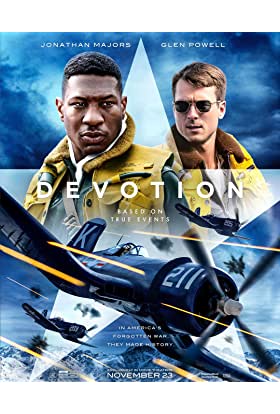 JONATHAN MAJORS GLEN POWELL
DEVOTION
BASED ON
TRUE EVENTS
K
211
IN AMERICA'S
FORGOTTEN WAR
THEY MADE HISTORY
NOVEMBER 23